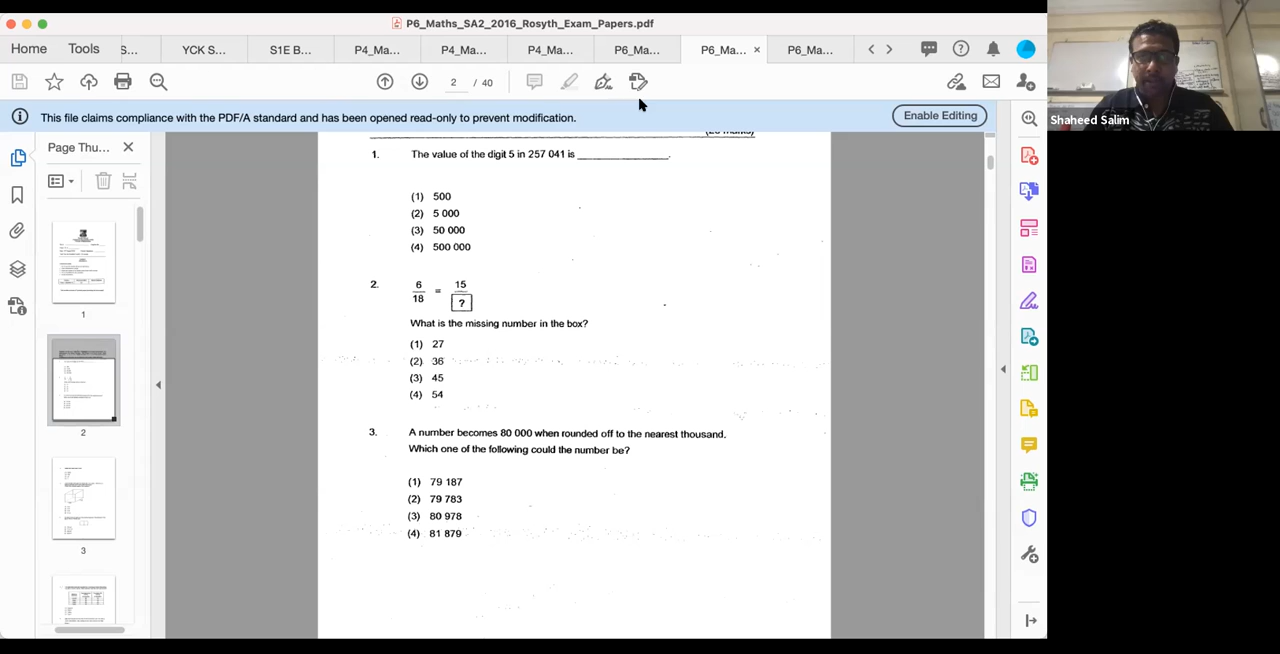 P6_Maths_SA2_2016_Rosyth_Exam_Papers.pdf
Home Tools S... YCK S... S1E B... P4_Ma... P4_Ma... P4_Ma... P6_Ma... P6_Ma... × P6_Ma...
2 / 40
This file claims compliance with the PDF/A standard and has been opened read-only to prevent modification. Enable Editing
Shaheed Salim
Page Thu...
1
2
3
1. The value of the digit 5 in 257 041 is ______________.
(1) 500
(2) 5 000
(3) 50 000
(4) 500 000
2. 6/18 = 15/?
What is the missing number in the box?
(1) 27
(2) 36
(3) 45
(4) 54
3. A number becomes 80 000 when rounded off to the nearest thousand.
Which one of the following could the number be?
(1) 79 187
(2) 79 783
(3) 80 978
(4) 81 879